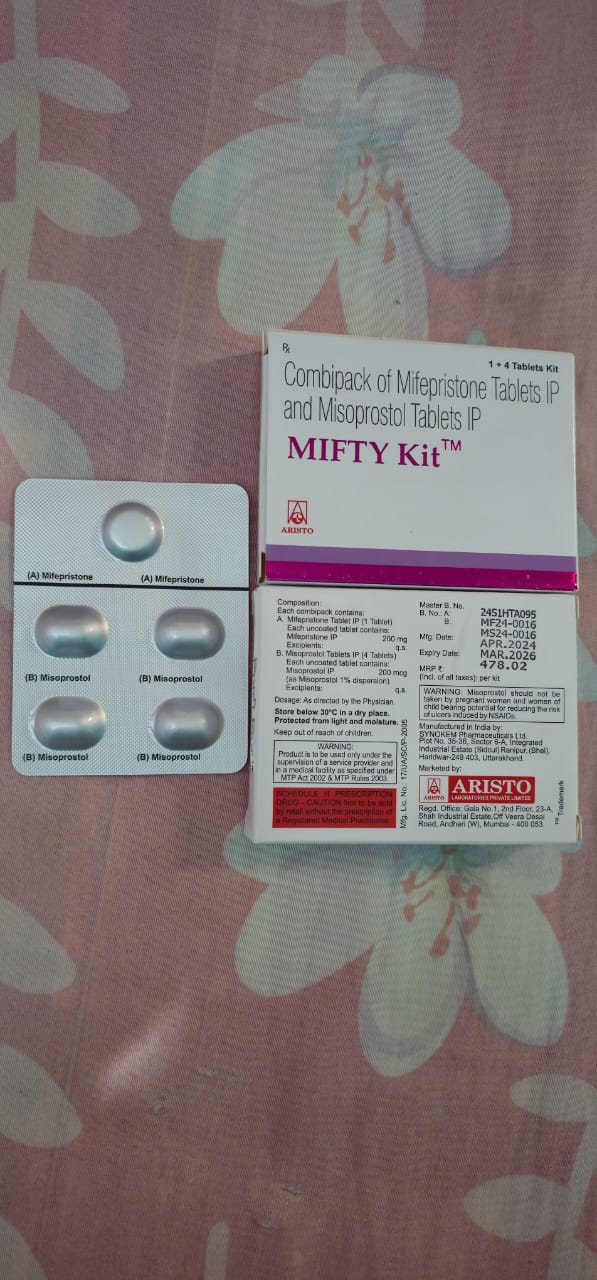 (A) Mifepristone
(A) Mifepristone
(B) Misoprostol
(B) Misoprostol
(B) Misoprostol
(B) Misoprostol
Rx
1 + 4 Tablets Kit
Combipack of Mifepristone Tablets IP
and Misoprostol Tablets IP
MIFTY Kit™
ARISTO
Composition:
Each combipack contains:
A. Mifepristone Tablet IP (1 Tablet)
Each uncoated tablet contains:
Mifepristone IP 200 mg
Excipients: q.s.
B. Misoprostol Tablets IP (4 Tablets)
Each uncoated tablet contains:
Misoprostol IP 200 mcg
(as Misoprostol 1% dispersion)
Excipients: q.s.
Dosage: As directed by the Physician.
Store below 30°C in a dry place.
Protected from light and moisture.
Keep out of reach of children.
WARNING:
Product is to be used only under the
supervision of a service provider and
in a medical facility as specified under
MTP Act 2002 & MTP Rules 2003.
SCHEDULE H PRESCRIPTION
DRUG - CAUTION Not to be sold
by retail without the prescription of
a Registered Medical Practitioner.
Mfg. Lic. No. 17/UA/SC/P-2005
Master B. No. 24S1HTA095
B. No.: A: MF24-0016
B: MS24-0016
Mfg. Date: APR.2024
Expiry Date: MAR.2026
MRP ₹: 478.02
(Incl. of all taxes): per kit
WARNING: Misoprostol should not be
taken by pregnant women and women of
child bearing potential for reducing the risk
of ulcers induced by NSAIDs.
Manufactured in India by:
SYNOKEM Pharmaceuticals Ltd.
Plot No. 35-36, Sector 6-A, Integrated
Industrial Estate (Sidcul) Ranipur, (Bhel),
Haridwar-249 403, Uttarakhand.
Marketed by:
ARISTO
ARISTO
LABORATORIES PRIVATE LIMITED
Regd. Office: Gala No.1, 2nd Floor, 23-A,
Shah Industrial Estate,Off Veera Desai
Road, Andheri (W), Mumbai - 400 053.
™Trademark